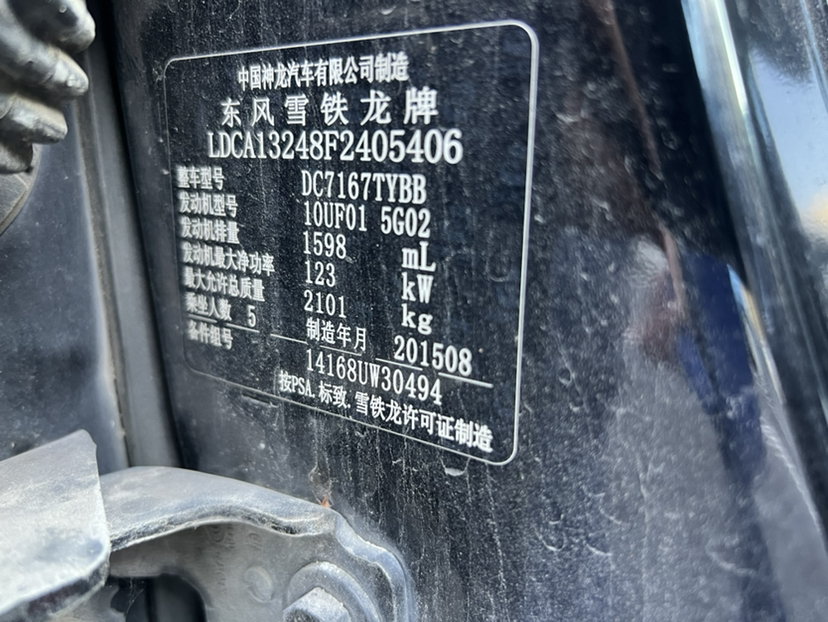 中国神龙汽车有限公司制造
东风雪铁龙牌
LDCA13248F2405406
整车型号 DC7167TYBB
发动机型号 10UF01 5G02
发动机排量 1598 mL
发动机最大净功率 123 kW
最大允许总质量 2101 kg
乘坐人数 5 制造年月 201508
备件组号 14168UW30494
按PSA.标致.雪铁龙许可证制造